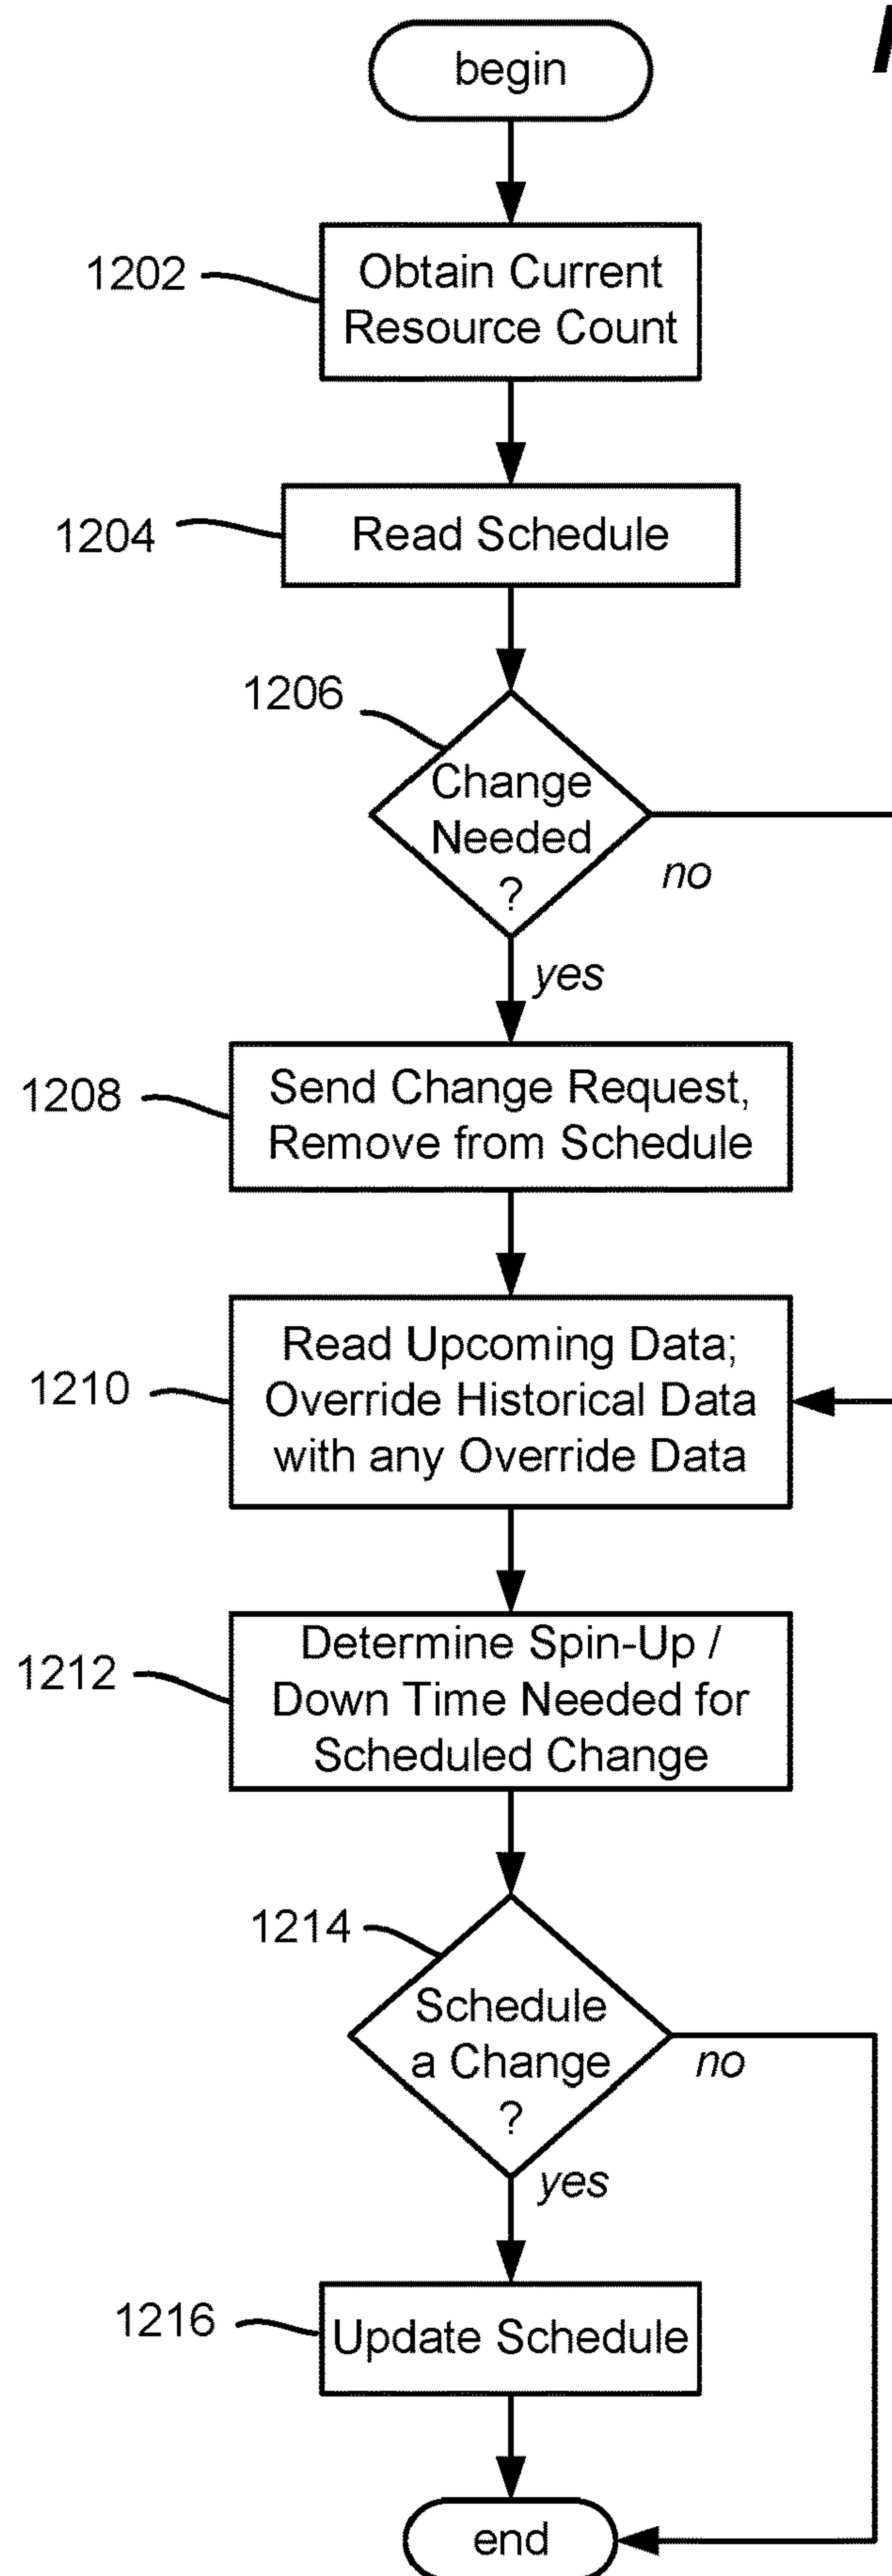 begin
1202
Obtain Current
Resource Count
1204
Read Schedule
1206
Change
Needed
?
no
yes
1208
Send Change Request,
Remove from Schedule
1210
Read Upcoming Data;
Override Historical Data
with any Override Data
1212
Determine Spin-Up /
Down Time Needed for
Scheduled Change
1214
Schedule
a Change
?
no
yes
1216
Update Schedule
end